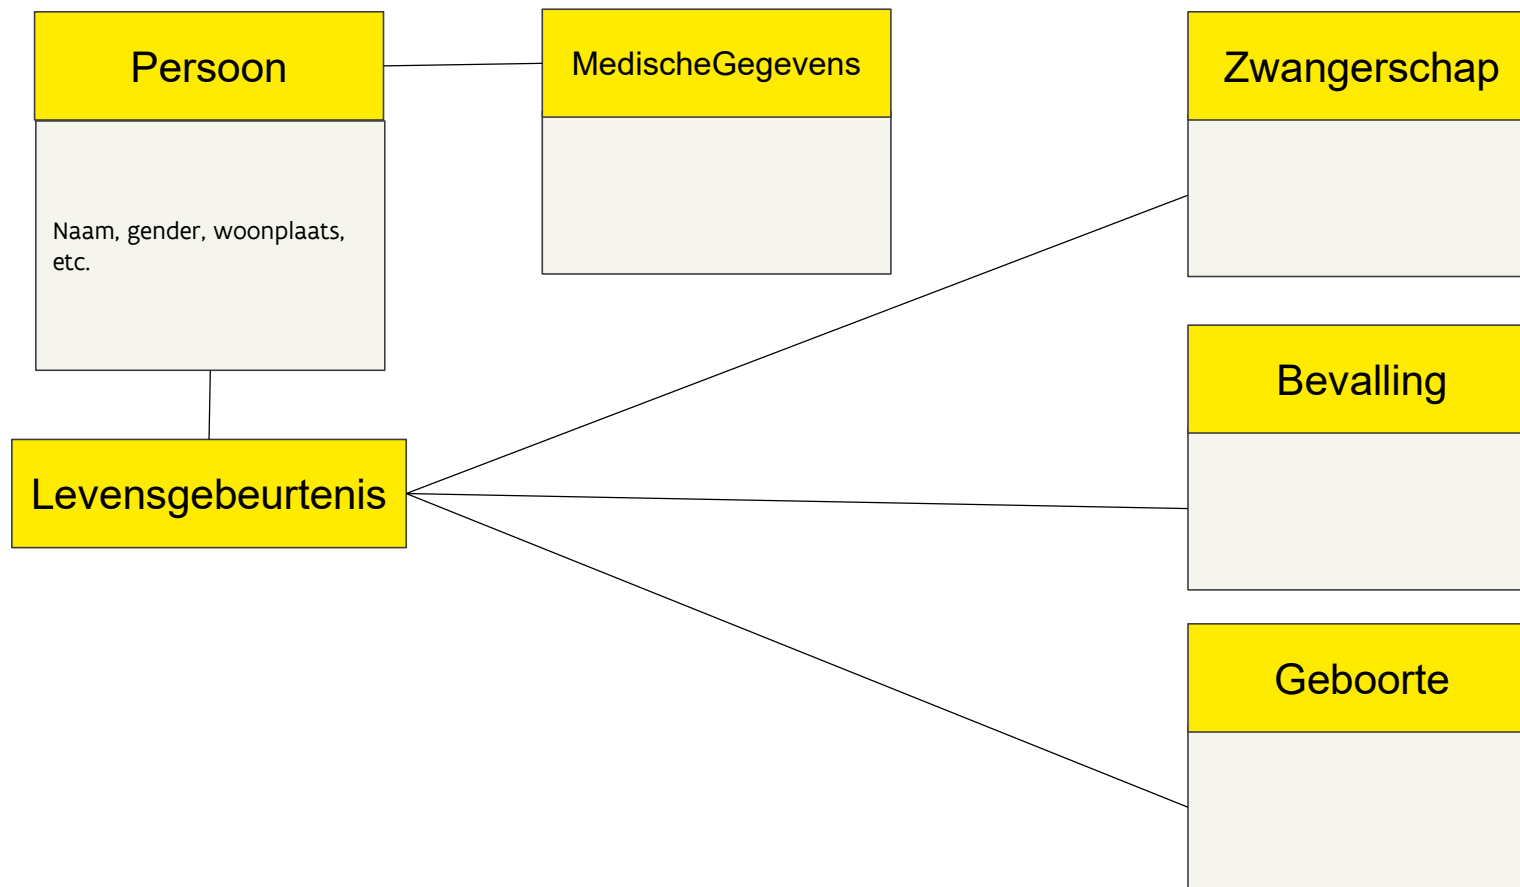 Persoon
MedischeGegevens
Zwangerschap
Naam, gender, woonplaats,
etc.
Bevalling
Levensgebeurtenis
Geboorte